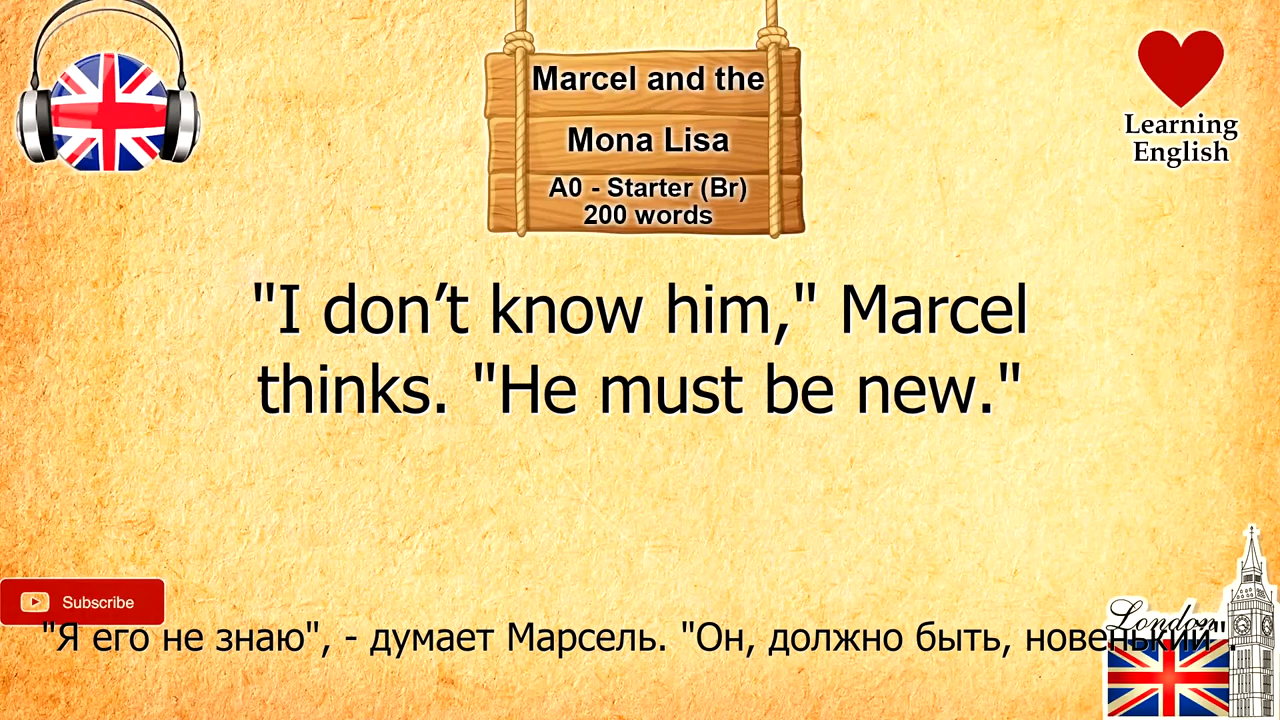 Marcel and the
Mona Lisa
A0 - Starter (Br)
200 words
Learning
English
"I don’t know him," Marcel
thinks. "He must be new."
Subscribe
"Я его не знаю", - думает Марсель. "Он, должно быть, новенький".
London